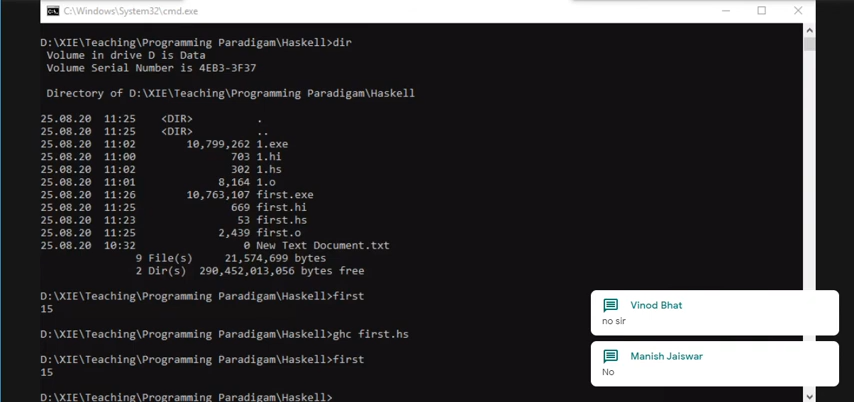 C:\Windows\System32\cmd.exe
D:\XIE\Teaching\Programming Paradigam\Haskell>dir
Volume in drive D is Data
Volume Serial Number is 4EB3-3F37
Directory of D:\XIE\Teaching\Programming Paradigam\Haskell
25.08.20 11:25 <DIR> .
25.08.20 11:25 <DIR> ..
25.08.20 11:02 10,799,262 1.exe
25.08.20 11:00 703 1.hi
25.08.20 11:02 302 1.hs
25.08.20 11:01 8,164 1.o
25.08.20 11:26 10,763,107 first.exe
25.08.20 11:25 669 first.hi
25.08.20 11:23 53 first.hs
25.08.20 11:25 2,439 first.o
25.08.20 10:32 0 New Text Document.txt
9 File(s) 21,574,699 bytes
2 Dir(s) 290,452,013,056 bytes free
D:\XIE\Teaching\Programming Paradigam\Haskell>first
15
D:\XIE\Teaching\Programming Paradigam\Haskell>ghc first.hs
D:\XIE\Teaching\Programming Paradigam\Haskell>first
15
D:\XIE\Teaching\Programming Paradigam\Haskell>
Vinod Bhat
no sir
Manish Jaiswar
No